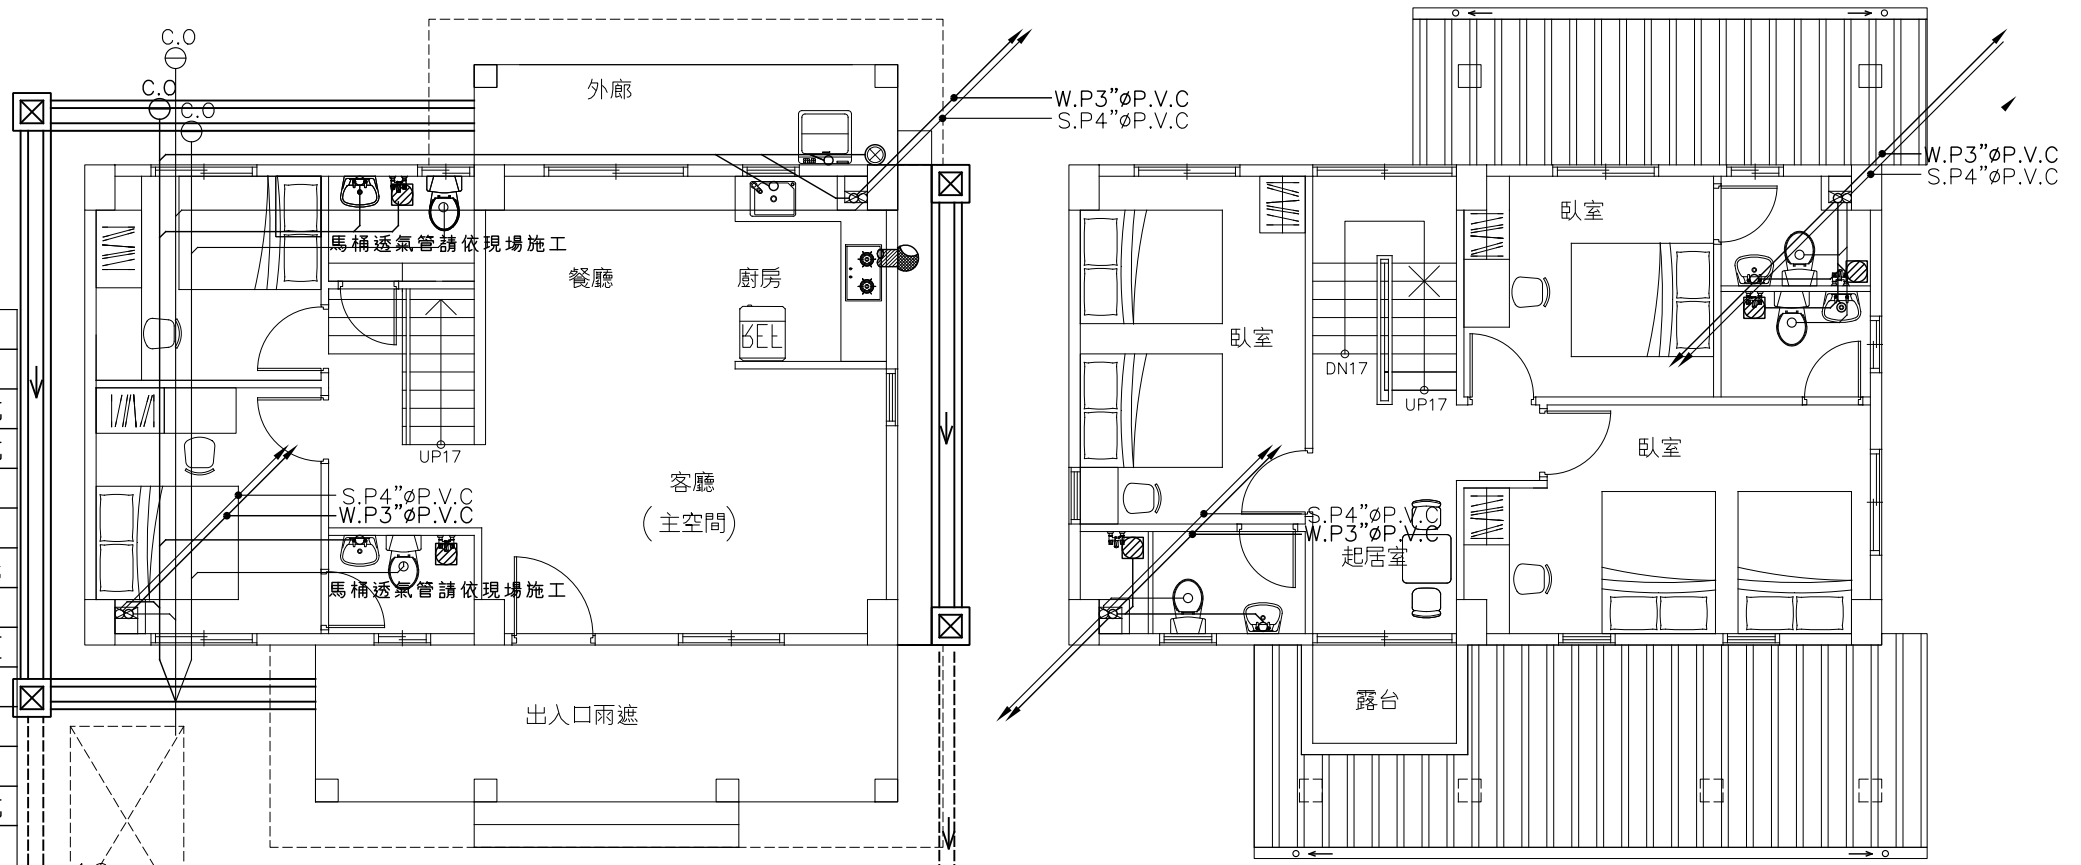 C.O
C.O
C.O
外廊
W.P3"øP.V.C
S.P4"øP.V.C
馬桶透氣管請依現場施工
餐廳
廚房
REF
UP17
客廳
(主空間)
S.P4"øP.V.C
W.P3"øP.V.C
馬桶透氣管請依現場施工
出入口雨遮
W.P3"øP.V.C
S.P4"øP.V.C
臥室
臥室
DN17
UP17
臥室
S.P4"øP.V.C
W.P3"øP.V.C
起居室
露台